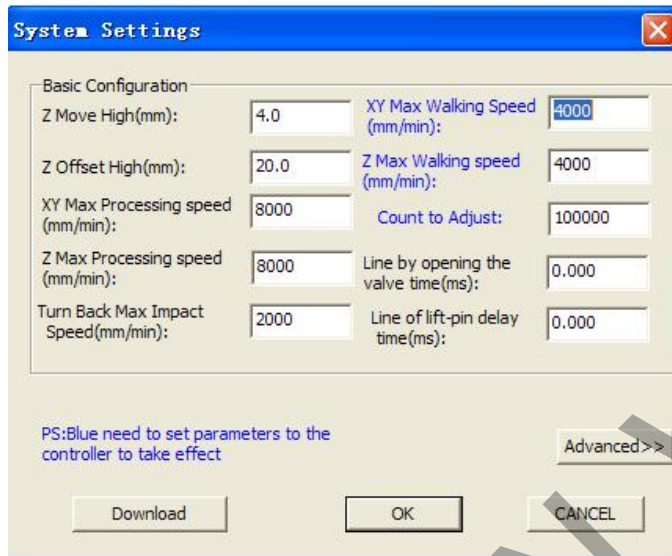 System Settings
Basic Configuration
Z Move High(mm): 4.0
XY Max Walking Speed
(mm/min): 4000
Z Offset High(mm): 20.0
Z Max Walking speed
(mm/min): 4000
XY Max Processing speed
(mm/min): 8000
Count to Adjust: 100000
Z Max Processing speed
(mm/min): 8000
Line by opening the
valve time(ms): 0.000
Turn Back Max Impact
Speed(mm/min): 2000
Line of lift-pin delay
time(ms): 0.000
PS:Blue need to set parameters to the
controller to take effect
Advanced>>
Download
OK
CANCEL